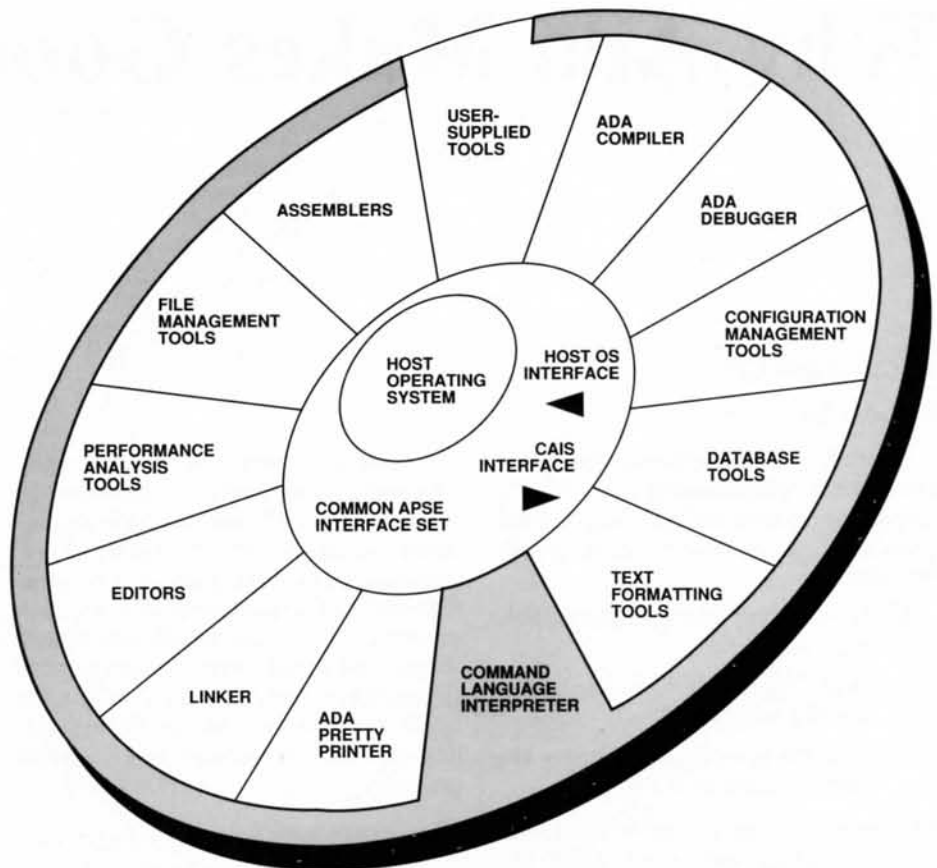 USER-
SUPPLIED
TOOLS
ADA
COMPILER
ADA
DEBUGGER
ASSEMBLERS
FILE
MANAGEMENT
TOOLS
CONFIGURATION
MANAGEMENT
TOOLS
HOST
OPERATING
SYSTEM
HOST OS
INTERFACE
PERFORMANCE
ANALYSIS
TOOLS
CAIS
INTERFACE
DATABASE
TOOLS
COMMON APSE
INTERFACE SET
EDITORS
TEXT
FORMATTING
TOOLS
LINKER
ADA
PRETTY
PRINTER
COMMAND
LANGUAGE
INTERPRETER